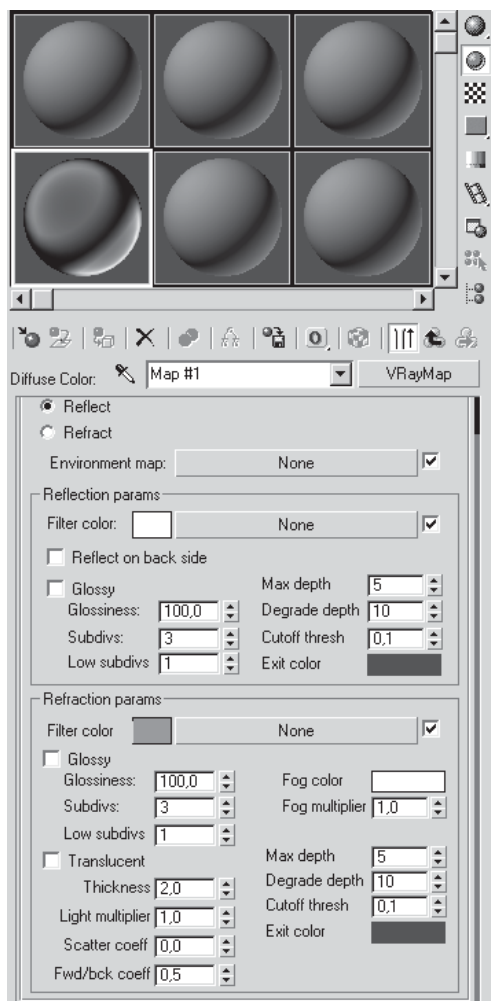 Diffuse Color: Map #1 VRayMap
Reflect
Refract
Environment map: None
Reflection params
Filter color: None
Reflect on back side
Glossy Max depth 5
Glossiness: 100,0 Degrade depth 10
Subdivs: 3 Cutoff thresh 0,1
Low subdivs 1 Exit color
Refraction params
Filter color None
Glossy
Glossiness: 100,0 Fog color
Subdivs: 3 Fog multiplier 1,0
Low subdivs 1
Translucent Max depth 5
Thickness 2,0 Degrade depth 10
Light multiplier 1,0 Cutoff thresh 0,1
Scatter coeff 0,0 Exit color
Fwd/bck coeff 0,5